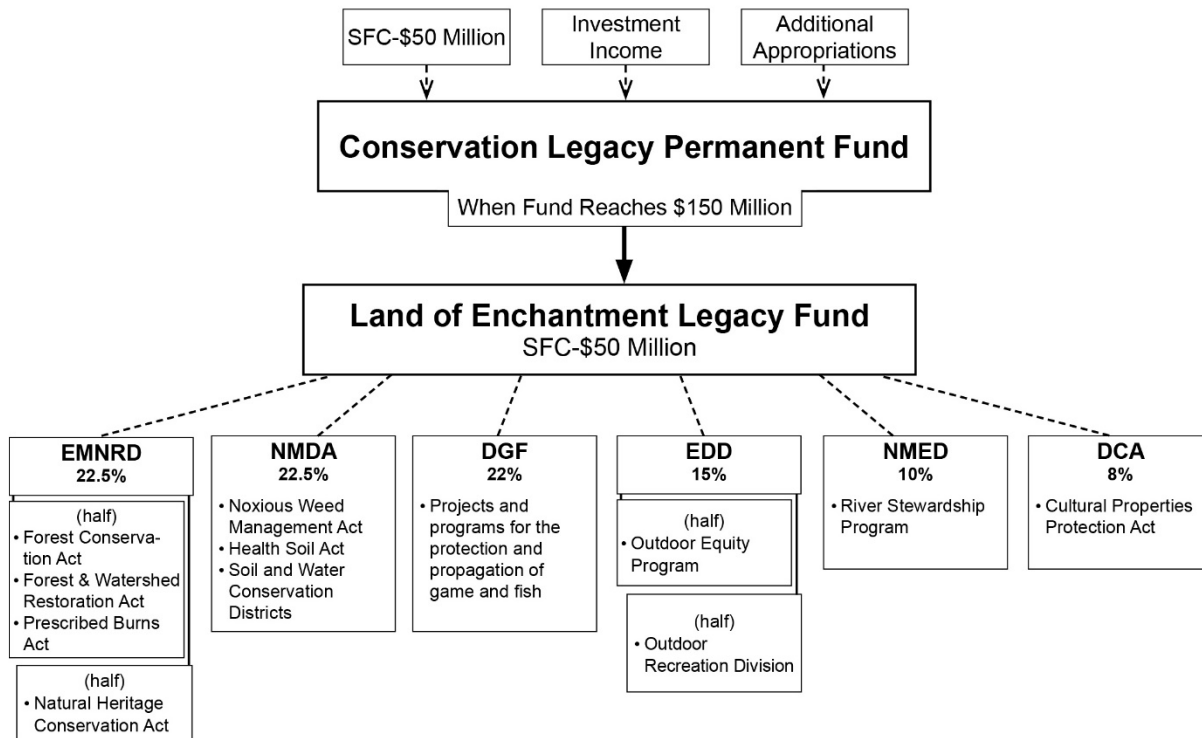 SFC-$50 Million
Investment
Income
Additional
Appropriations
Conservation Legacy Permanent Fund
When Fund Reaches $150 Million
Land of Enchantment Legacy Fund
SFC-$50 Million
EMNRD
22.5%
(half)
• Forest Conserva-
tion Act
• Forest & Watershed
Restoration Act
• Prescribed Burns
Act
(half)
• Natural Heritage
Conservation Act
NMDA
22.5%
• Noxious Weed
Management Act
• Health Soil Act
• Soil and Water
Conservation
Districts
DGF
22%
• Projects and
programs for the
protection and
propagation of
game and fish
EDD
15%
(half)
• Outdoor Equity
Program
(half)
• Outdoor
Recreation Division
NMED
10%
• River Stewardship
Program
DCA
8%
• Cultural Properties
Protection Act